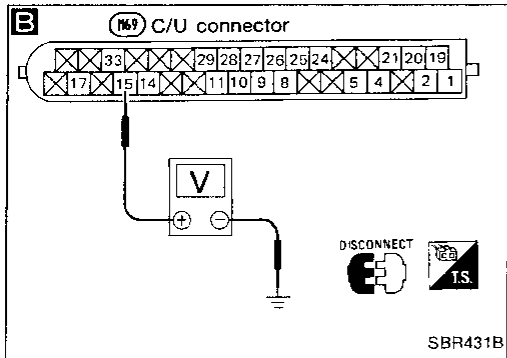 B
M69 C/U connector
33 29 28 27 26 25 24 21 20 19
17 15 14 11 10 9 8 5 4 2 1
V
+ −
DISCONNECT
T.S.
SBR431B